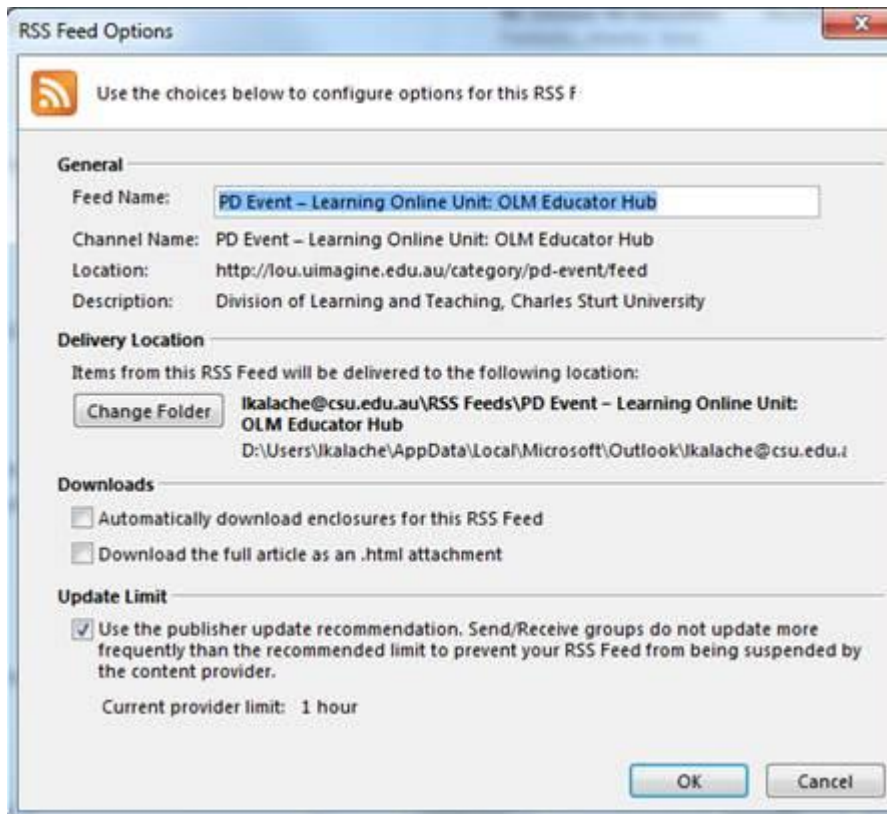 RSS Feed Options
Use the choices below to configure options for this RSS F
General
Feed Name: PD Event – Learning Online Unit: OLM Educator Hub
Channel Name: PD Event – Learning Online Unit: OLM Educator Hub
Location: http://lou.uimagine.edu.au/category/pd-event/feed
Description: Division of Learning and Teaching, Charles Sturt University
Delivery Location
Items from this RSS Feed will be delivered to the following location:
Change Folder lkalache@csu.edu.au\RSS Feeds\PD Event – Learning Online Unit:
OLM Educator Hub
D:\Users\lkalache\AppData\Local\Microsoft\Outlook\lkalache@csu.edu.a
Downloads
Automatically download enclosures for this RSS Feed
Download the full article as an .html attachment
Update Limit
Use the publisher update recommendation. Send/Receive groups do not update more
frequently than the recommended limit to prevent your RSS Feed from being suspended by
the content provider.
Current provider limit: 1 hour
OK Cancel